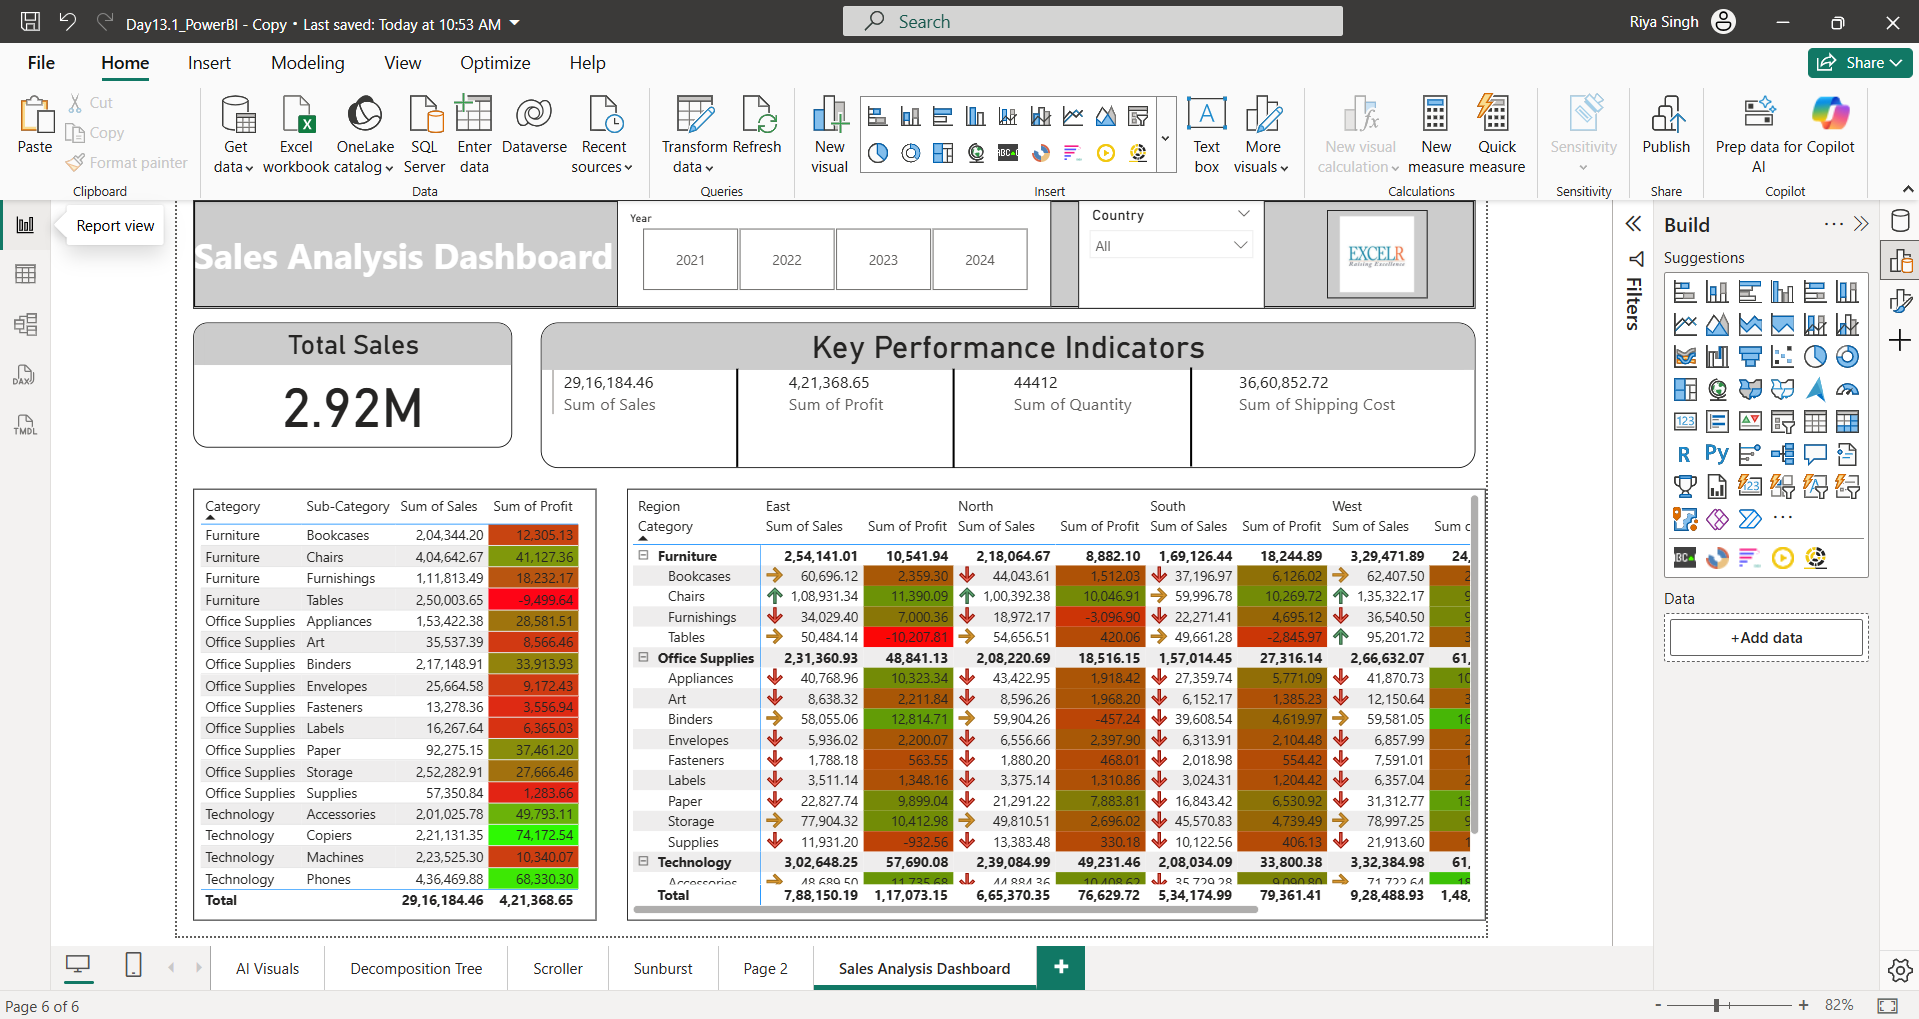 Day13.1_PowerBI - Copy • Last saved: Today at 10:53 AM
Search
Riya Singh
File Home Insert Modeling View Optimize Help
Share
Paste
Cut
Copy
Format painter
Clipboard
Get data
Excel workbook
OneLake catalog
SQL Server
Enter data
Dataverse
Recent sources
Data
Transform data
Refresh
Queries
New visual
Text box
More visuals
Insert
New visual calculation
New measure
Quick measure
Calculations
Sensitivity
Sensitivity
Publish
Share
Prep data for AI
Copilot
Copilot
Report view
DAX
TMDL
Sales Analysis Dashboard
Year
2021 2022 2023 2024
Country
All
EXCELR
Raising Excellence
Total Sales
2.92M
Key Performance Indicators
29,16,184.46 4,21,368.65 44412 36,60,852.72
Sum of Sales Sum of Profit Sum of Quantity Sum of Shipping Cost
Category Sub-Category Sum of Sales Sum of Profit
Furniture Bookcases 2,04,344.20 12,305.13
Furniture Chairs 4,04,642.67 41,127.36
Furniture Furnishings 1,11,813.49 18,232.17
Furniture Tables 2,50,003.65 -9,499.64
Office Supplies Appliances 1,53,422.38 28,581.51
Office Supplies Art 35,537.39 8,566.46
Office Supplies Binders 2,17,148.91 33,913.93
Office Supplies Envelopes 25,664.58 9,172.43
Office Supplies Fasteners 13,278.36 3,556.94
Office Supplies Labels 16,267.64 6,365.03
Office Supplies Paper 92,275.15 37,461.20
Office Supplies Storage 2,52,282.91 27,666.46
Office Supplies Supplies 57,350.84 1,283.66
Technology Accessories 2,01,025.78 49,793.11
Technology Copiers 2,21,131.35 74,172.54
Technology Machines 2,23,525.30 10,340.07
Technology Phones 4,36,469.88 68,330.30
Total 29,16,184.46 4,21,368.65
Region East North South West
Category Sum of Sales Sum of Profit Sum of Sales Sum of Profit Sum of Sales Sum of Profit Sum of Sales Sum
Furniture 2,54,141.01 10,541.94 2,18,064.67 8,882.10 1,69,126.44 18,244.89 3,29,471.89 24,
Bookcases 60,696.12 2,359.30 44,043.61 1,512.03 37,196.97 6,126.02 62,407.50 2
Chairs 1,08,931.34 11,390.09 1,00,392.38 10,046.91 59,996.78 10,269.72 1,35,322.17 9
Furnishings 34,029.40 7,000.36 18,972.17 -3,096.90 22,271.41 4,695.12 36,540.50 9
Tables 50,484.14 -10,207.81 54,656.51 420.06 49,661.28 -2,845.97 95,201.72 3
Office Supplies 2,31,360.93 48,841.13 2,08,220.69 18,516.15 1,57,014.45 27,316.14 2,66,632.07 61,
Appliances 40,768.96 10,323.34 43,422.95 1,918.42 27,359.74 5,771.09 41,870.73 10
Art 8,638.32 2,211.84 8,596.26 1,968.20 6,152.17 1,385.23 12,150.64 3
Binders 58,055.06 12,814.71 59,904.26 -457.24 39,608.54 4,619.97 59,581.05 16
Envelopes 5,936.02 2,200.07 6,556.66 2,397.90 6,313.91 2,104.48 6,857.99 2
Fasteners 1,788.18 563.55 1,880.20 468.01 2,018.98 554.42 7,591.01 1
Labels 3,511.14 1,348.16 3,375.14 1,310.86 3,024.31 1,204.42 6,357.04 2
Paper 22,827.74 9,899.04 21,291.22 7,883.81 16,843.42 6,530.92 31,312.77 13
Storage 77,904.32 10,412.98 49,810.51 2,696.02 45,570.83 4,739.49 78,997.25 9
Supplies 11,931.20 -932.56 13,383.48 330.18 10,122.56 406.13 21,913.60 1
Technology 3,02,648.25 57,690.08 2,39,084.99 49,231.46 2,08,034.09 33,800.38 3,32,384.98 61,
Accessories 48,689.50 11,735.68 44,884.36 10,408.62 35,729.28 9,090.80 71,722.64 18
Total 7,88,150.19 1,17,073.15 6,65,370.35 76,629.72 5,34,174.99 79,361.41 9,28,488.93 1,48,
Filters
Build
Suggestions
123
R Py
123
Data
+Add data
AI Visuals Decomposition Tree Scroller Sunburst Page 2 Sales Analysis Dashboard +
Page 6 of 6
- + 82%